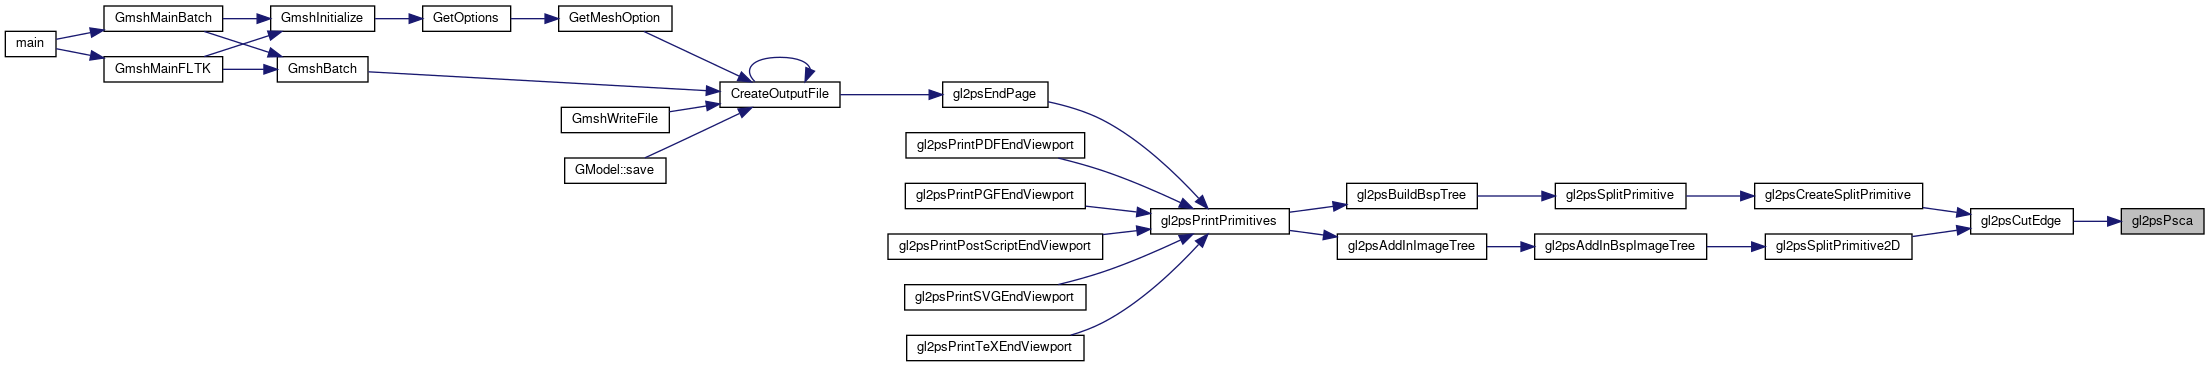 main
GmshMainBatch
GmshMainFLTK
GmshInitialize
GmshBatch
GetOptions
GetMeshOption
GmshWriteFile
GModel::save
CreateOutputFile
gl2psEndPage
gl2psPrintPDFEndViewport
gl2psPrintPGFEndViewport
gl2psPrintPostScriptEndViewport
gl2psPrintSVGEndViewport
gl2psPrintTeXEndViewport
gl2psPrintPrimitives
gl2psBuildBspTree
gl2psAddInImageTree
gl2psSplitPrimitive
gl2psAddInBspImageTree
gl2psCreateSplitPrimitive
gl2psSplitPrimitive2D
gl2psCutEdge
gl2psPsca